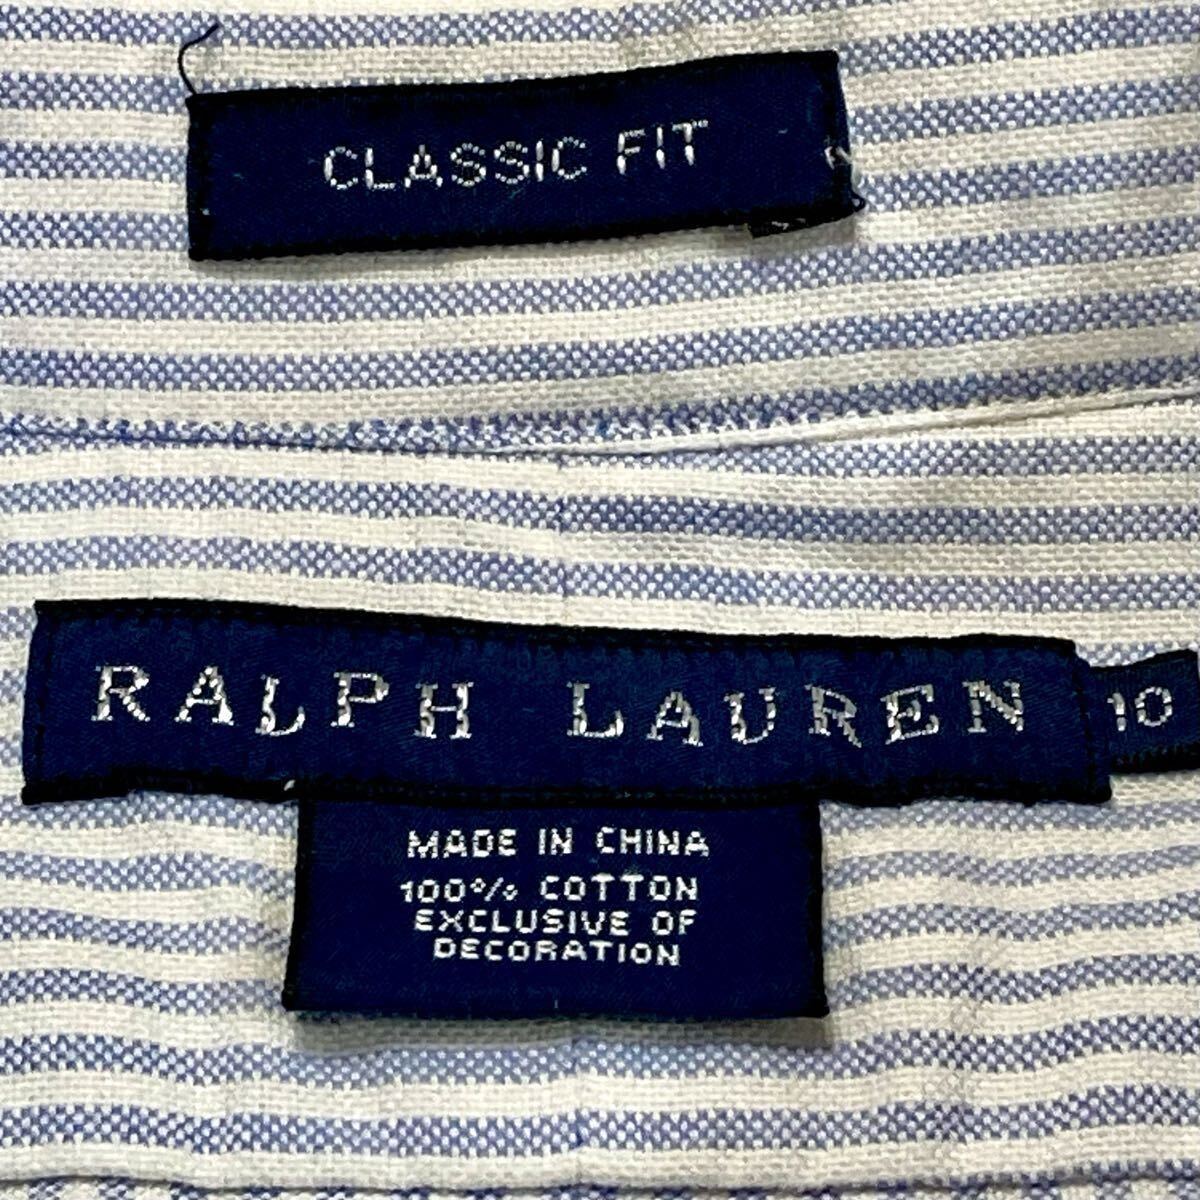 CLASSIC FIT
RALPH LAUREN
10
MADE IN CHINA
100% COTTON
EXCLUSIVE OF
DECORATION